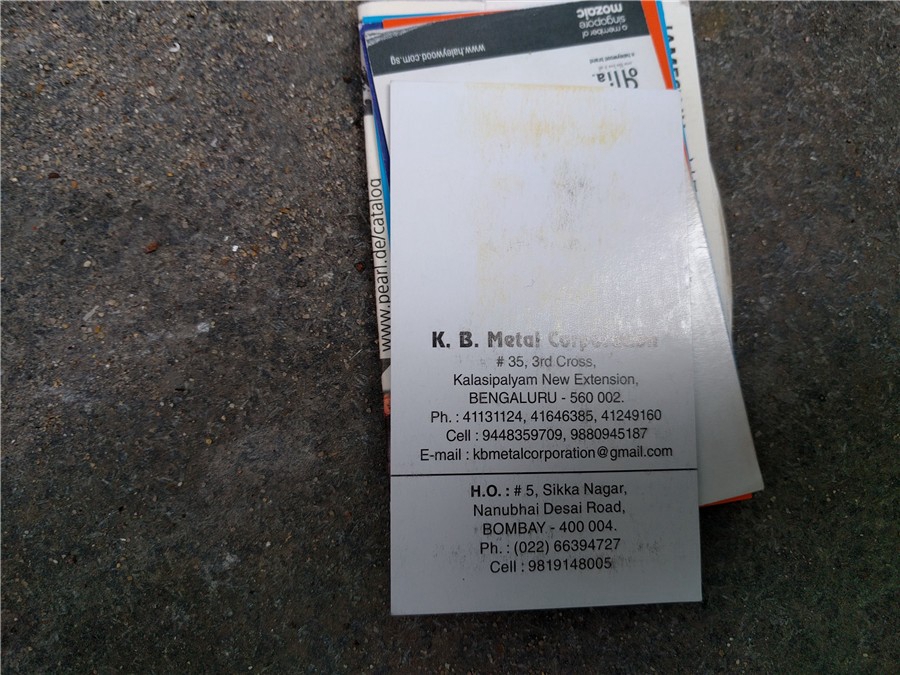 a member of
singapore
mozaic
www.haleywood.com.sg
www.pearl.de/catalog
K. B. Metal Corporation
# 35, 3rd Cross,
Kalasipalyam New Extension,
BENGALURU - 560 002.
Ph. : 41131124, 41646385, 41249160
Cell : 9448359709, 9880945187
E-mail : kbmetalcorporation@gmail.com
H.O. : # 5, Sikka Nagar,
Nanubhai Desai Road,
BOMBAY - 400 004.
Ph. : (022) 66394727
Cell : 9819148005